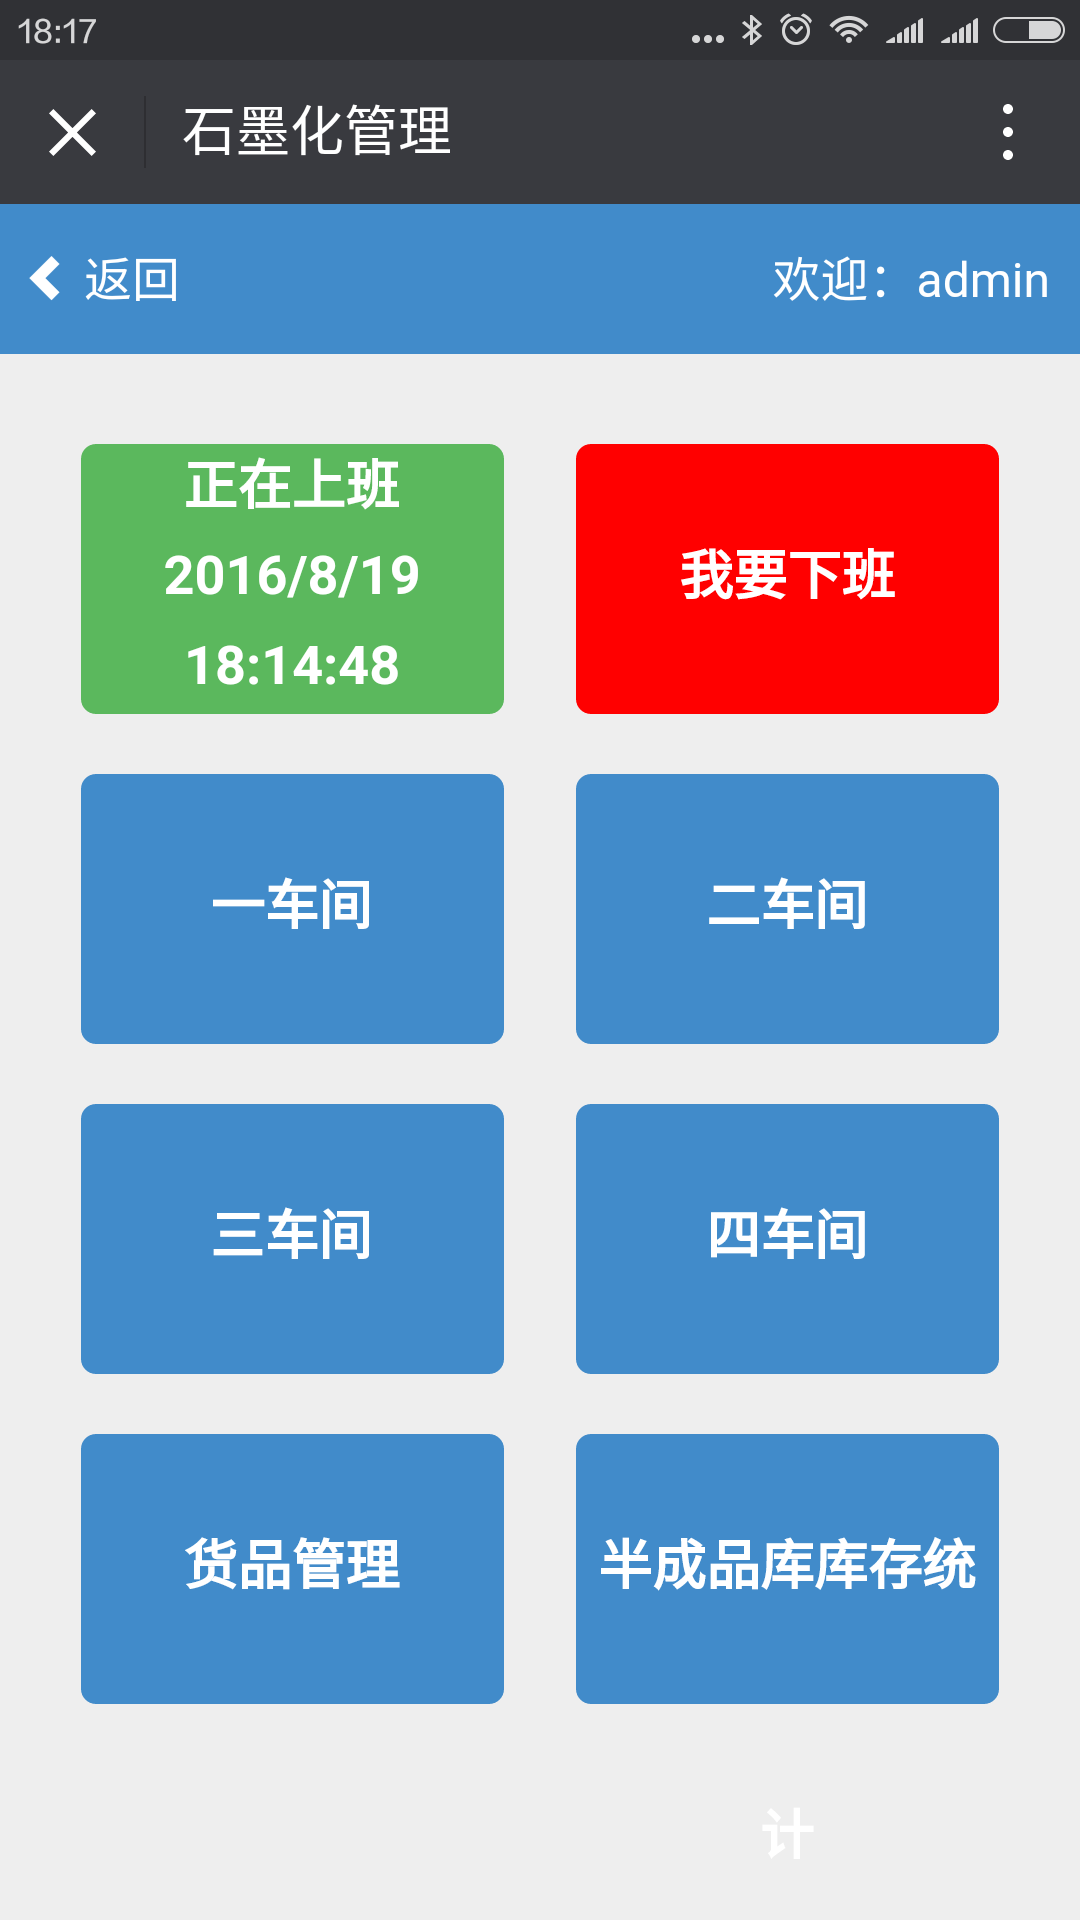 18:17
石墨化管理
返回
欢迎：admin
正在上班
2016/8/19
18:14:48
我要下班
一车间
二车间
三车间
四车间
货品管理
半成品库库存统
计